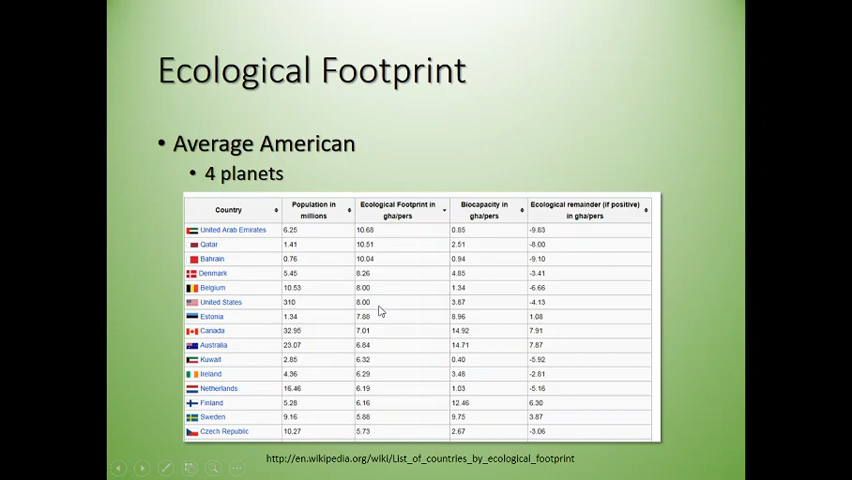 Ecological Footprint
• Average American
• 4 planets
Country Population in millions Ecological Footprint in gha/pers Biocapacity in gha/pers Ecological remainder (if positive) in gha/pers
United Arab Emirates 6.25 10.68 0.85 -9.83
Qatar 1.41 10.51 2.51 -8.00
Bahrain 0.76 10.04 0.94 -9.10
Denmark 5.45 8.26 4.85 -3.41
Belgium 10.53 8.00 1.34 -6.66
United States 310 8.00 3.87 -4.13
Estonia 1.34 7.88 8.96 1.08
Canada 32.95 7.01 14.92 7.91
Australia 23.07 6.84 14.71 7.87
Kuwait 2.85 6.32 0.40 -5.92
Ireland 4.36 6.29 3.48 -2.81
Netherlands 16.46 6.19 1.03 -5.16
Finland 5.28 6.16 12.46 6.30
Sweden 9.16 5.88 9.75 3.87
Czech Republic 10.27 5.73 2.67 -3.06
http://en.wikipedia.org/wiki/List_of_countries_by_ecological_footprint